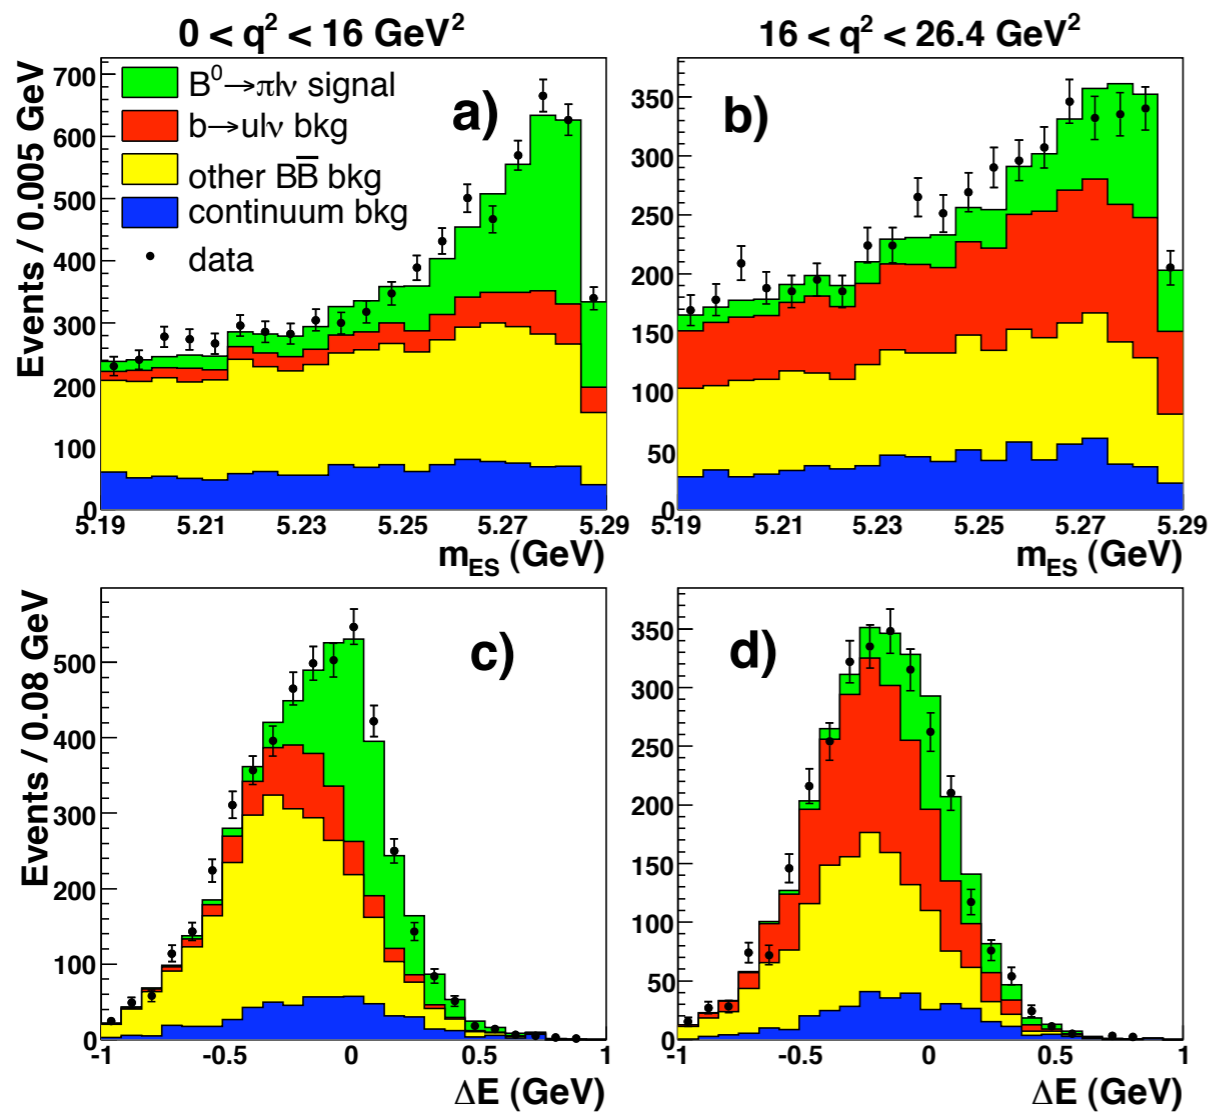 0 < q² < 16 GeV²
16 < q² < 26.4 GeV²
Events / 0.005 GeV
700
600
500
400
300
200
100
0
B⁰→πlν signal
b→ulν bkg
other BB̅ bkg
continuum bkg
data
a)
5.19 5.21 5.23 5.25 5.27 5.29
m_ES (GeV)
350
300
250
200
150
100
50
0
b)
5.19 5.21 5.23 5.25 5.27 5.29
m_ES (GeV)
Events / 0.08 GeV
500
400
300
200
100
0
c)
-1 -0.5 0 0.5 1
ΔE (GeV)
350
300
250
200
150
100
50
0
d)
-1 -0.5 0 0.5 1
ΔE (GeV)